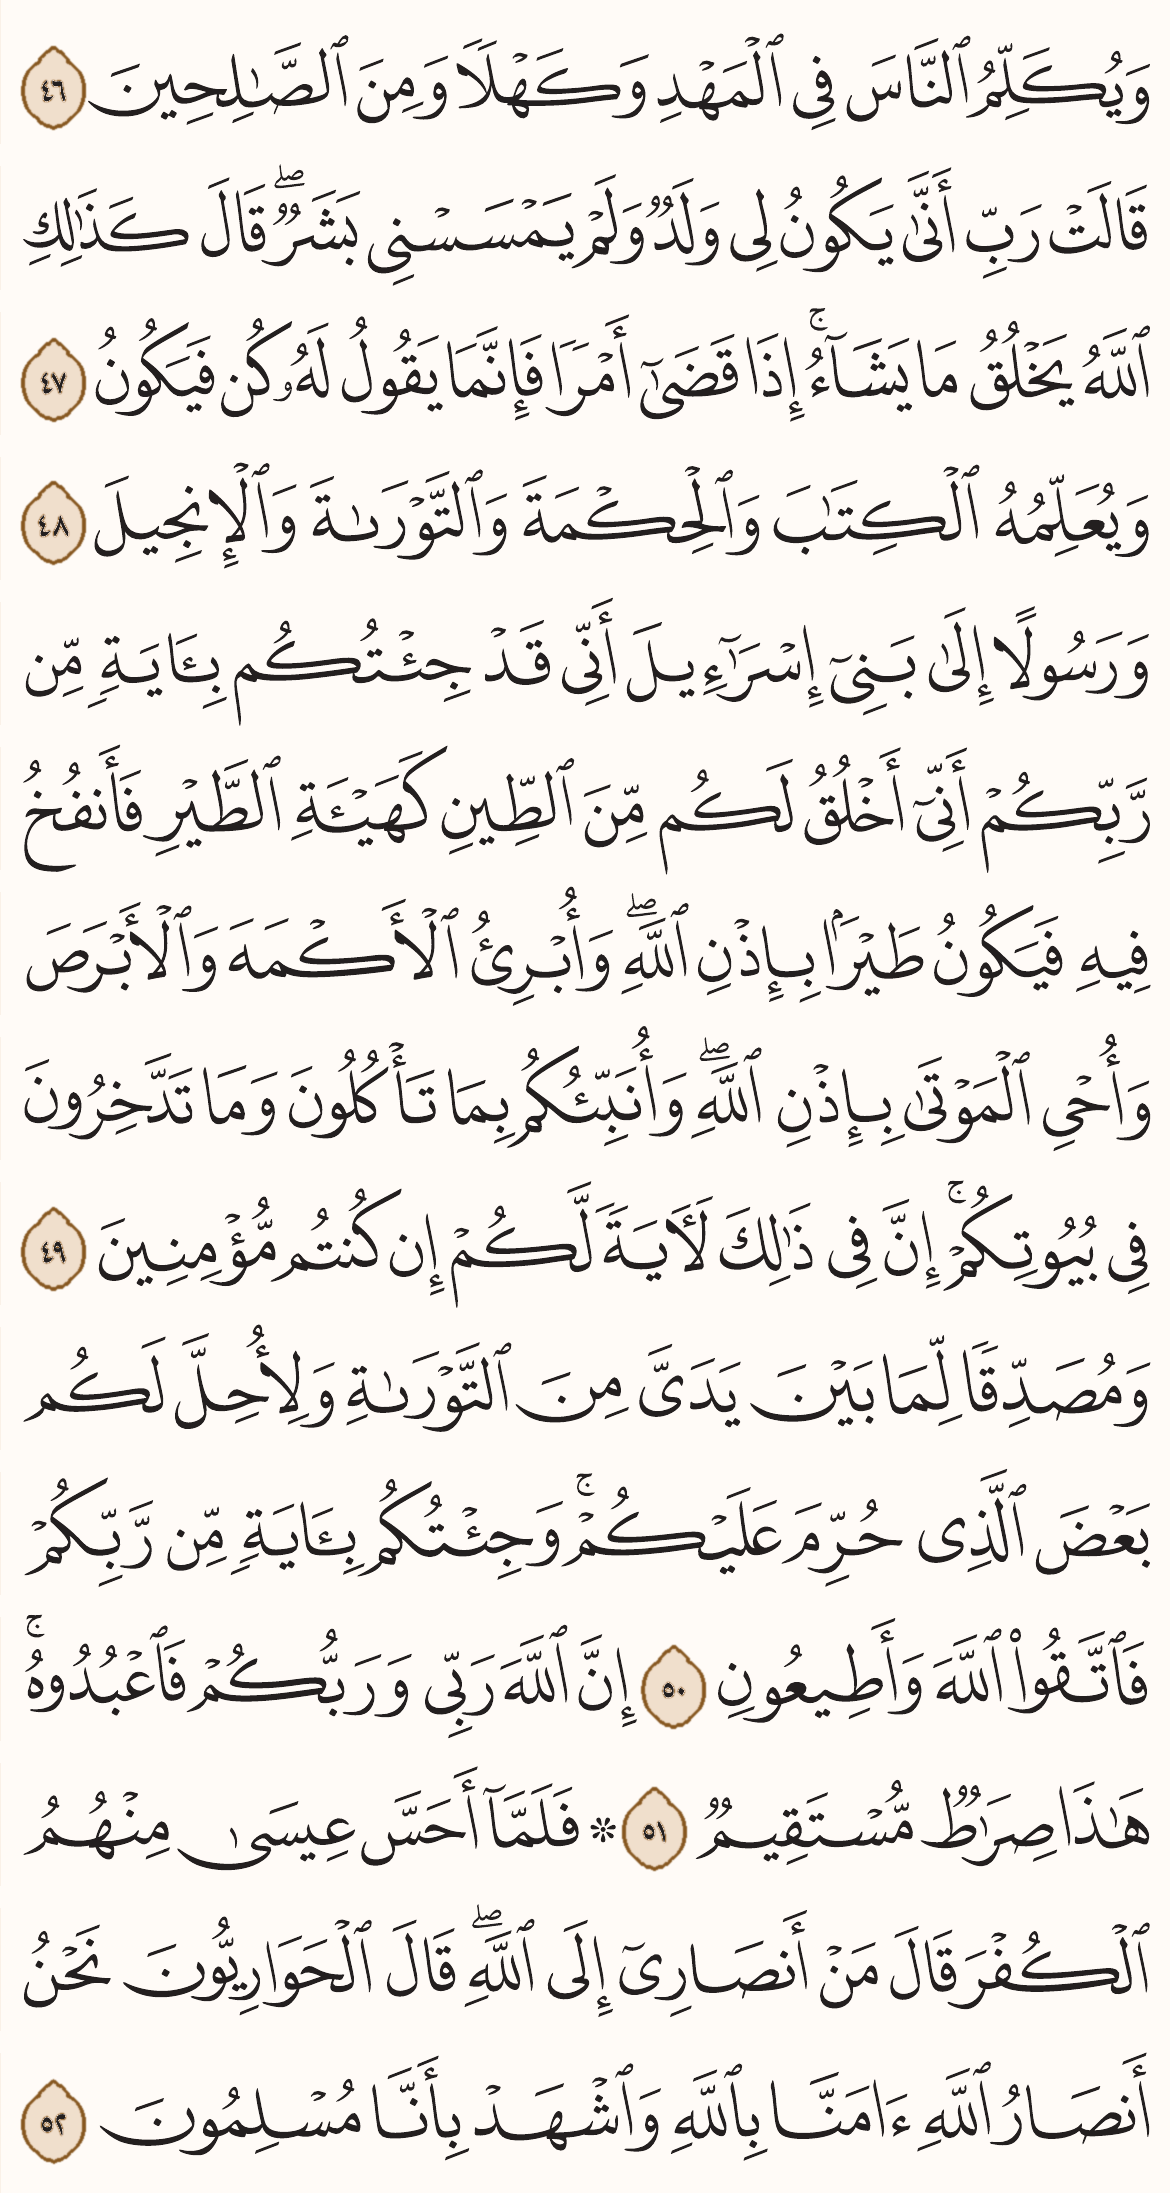 وَيُكَلِّمُ ٱلنَّاسَ فِى ٱلْمَهْدِ وَكَهْلًا وَمِنَ ٱلصَّٰلِحِينَ ٤٦
قَالَتْ رَبِّ أَنَّىٰ يَكُونُ لِى وَلَدٌ وَلَمْ يَمْسَسْنِى بَشَرٌ ۖ قَالَ كَذَٰلِكِ
ٱللَّهُ يَخْلُقُ مَا يَشَآءُ ۚ إِذَا قَضَىٰٓ أَمْرًا فَإِنَّمَا يَقُولُ لَهُۥ كُن فَيَكُونُ ٤٧
وَيُعَلِّمُهُ ٱلْكِتَٰبَ وَٱلْحِكْمَةَ وَٱلتَّوْرَىٰةَ وَٱلْإِنجِيلَ ٤٨
وَرَسُولًا إِلَىٰ بَنِىٓ إِسْرَٰٓءِيلَ أَنِّى قَدْ جِئْتُكُم بِـَٔايَةٍ مِّن
رَّبِّكُمْ أَنِّىٓ أَخْلُقُ لَكُم مِّنَ ٱلطِّينِ كَهَيْـَٔةِ ٱلطَّيْرِ فَأَنفُخُ
فِيهِ فَيَكُونُ طَيْرًۢا بِإِذْنِ ٱللَّهِ ۖ وَأُبْرِئُ ٱلْأَكْمَهَ وَٱلْأَبْرَصَ
وَأُحْىِ ٱلْمَوْتَىٰ بِإِذْنِ ٱللَّهِ ۖ وَأُنَبِّئُكُم بِمَا تَأْكُلُونَ وَمَا تَدَّخِرُونَ
فِى بُيُوتِكُمْ ۚ إِنَّ فِى ذَٰلِكَ لَـَٔايَةً لَّكُمْ إِن كُنتُم مُّؤْمِنِينَ ٤٩
وَمُصَدِّقًا لِّمَا بَيْنَ يَدَىَّ مِنَ ٱلتَّوْرَىٰةِ وَلِأُحِلَّ لَكُم
بَعْضَ ٱلَّذِى حُرِّمَ عَلَيْكُمْ ۚ وَجِئْتُكُم بِـَٔايَةٍ مِّن رَّبِّكُمْ
فَٱتَّقُوا۟ ٱللَّهَ وَأَطِيعُونِ ٥٠ إِنَّ ٱللَّهَ رَبِّى وَرَبُّكُمْ فَٱعْبُدُوهُ ۚ
هَٰذَا صِرَٰطٌ مُّسْتَقِيمٌ ٥١ ۞ فَلَمَّآ أَحَسَّ عِيسَىٰ مِنْهُمُ
ٱلْكُفْرَ قَالَ مَنْ أَنصَارِىٓ إِلَى ٱللَّهِ ۖ قَالَ ٱلْحَوَارِيُّونَ نَحْنُ
أَنصَارُ ٱللَّهِ ءَامَنَّا بِٱللَّهِ وَٱشْهَدْ بِأَنَّا مُسْلِمُونَ ٥٢